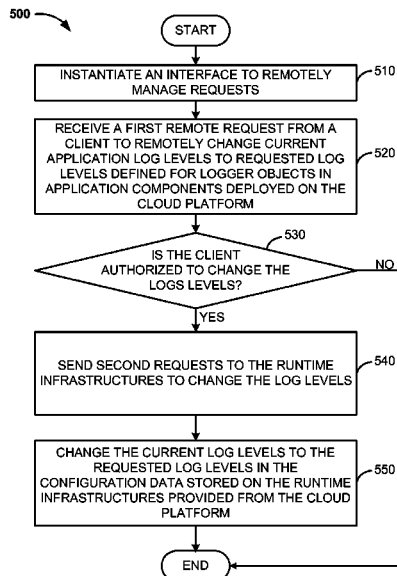 500
START
INSTANTIATE AN INTERFACE TO REMOTELY
MANAGE REQUESTS
510
RECEIVE A FIRST REMOTE REQUEST FROM A
CLIENT TO REMOTELY CHANGE CURRENT
APPLICATION LOG LEVELS TO REQUESTED LOG
LEVELS DEFINED FOR LOGGER OBJECTS IN
APPLICATION COMPONENTS DEPLOYED ON THE
CLOUD PLATFORM
520
530
IS THE CLIENT
AUTHORIZED TO CHANGE THE
LOGS LEVELS?
NO
YES
SEND SECOND REQUESTS TO THE RUNTIME
INFRASTRUCTURES TO CHANGE THE LOG LEVELS
540
CHANGE THE CURRENT LOG LEVELS TO THE
REQUESTED LOG LEVELS IN THE
CONFIGURATION DATA STORED ON THE RUNTIME
INFRASTRUCTURES PROVIDED FROM THE CLOUD
PLATFORM
550
END